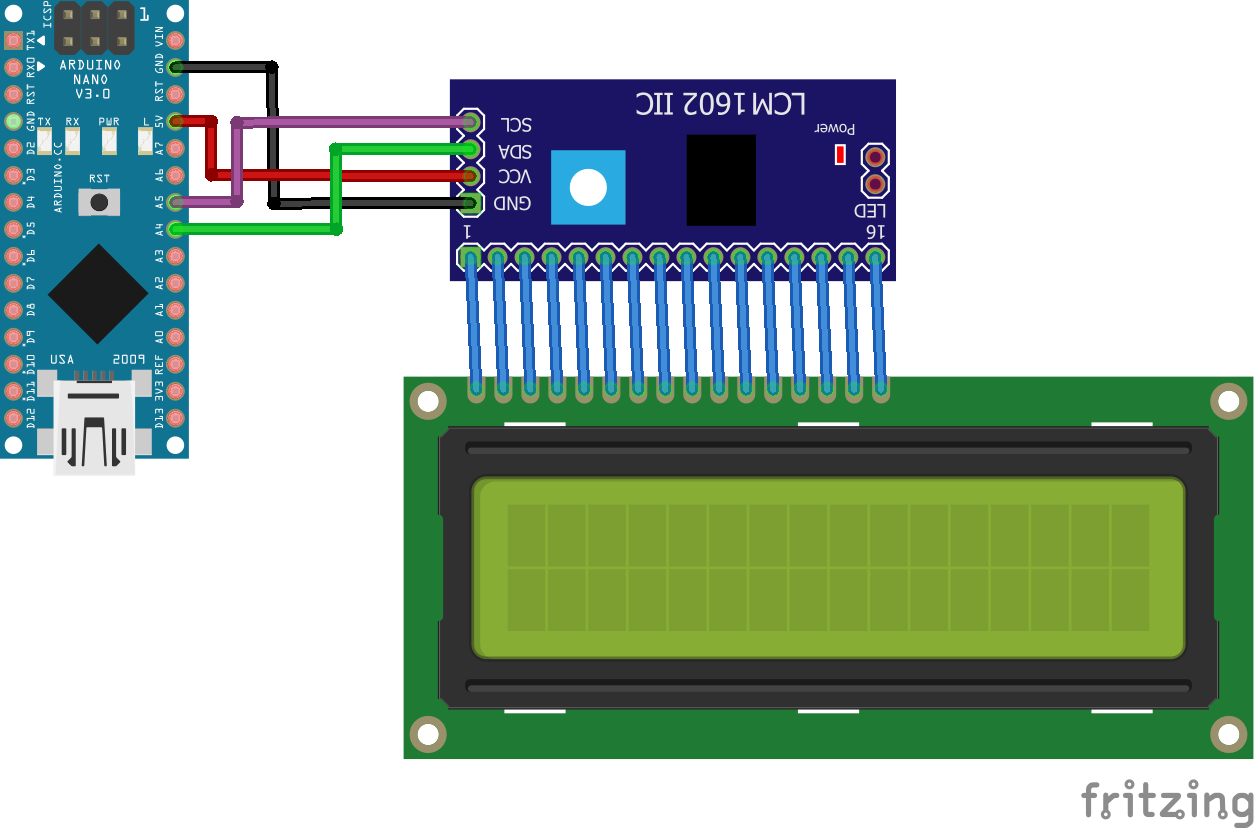 ICSP
1
TX1
RX0
RST
GND
D2
D3
D4
D5
D6
D7
D8
D9
D10
D11
D12
VIN
GND
RST
5V
A7
A6
A5
A4
A3
A2
A1
A0
REF
3V3
D13
ARDUINO
NANO
V3.0
TX RX PWR L
ARDUINO.CC
RST
USA 2009
LCM1602 IIC
SCL
SDA
VCC
GND
Power
LED
1 16
fritzing